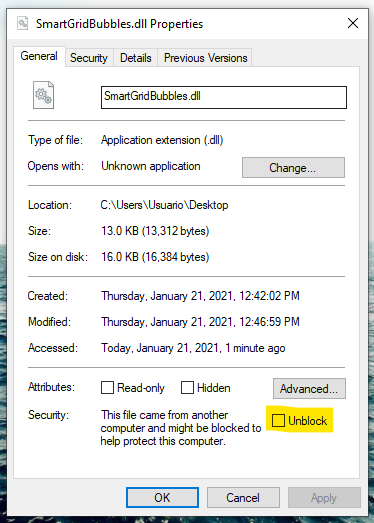 SmartGridBubbles.dll Properties
General Security Details Previous Versions
SmartGridBubbles.dll
Type of file: Application extension (.dll)
Opens with: Unknown application Change...
Location: C:\Users\Usuario\Desktop
Size: 13.0 KB (13,312 bytes)
Size on disk: 16.0 KB (16,384 bytes)
Created: Thursday, January 21, 2021, 12:42:02 PM
Modified: Thursday, January 21, 2021, 12:46:59 PM
Accessed: Today, January 21, 2021, 1 minute ago
Attributes: Read-only Hidden Advanced...
Security: This file came from another Unblock
computer and might be blocked to
help protect this computer.
OK Cancel Apply